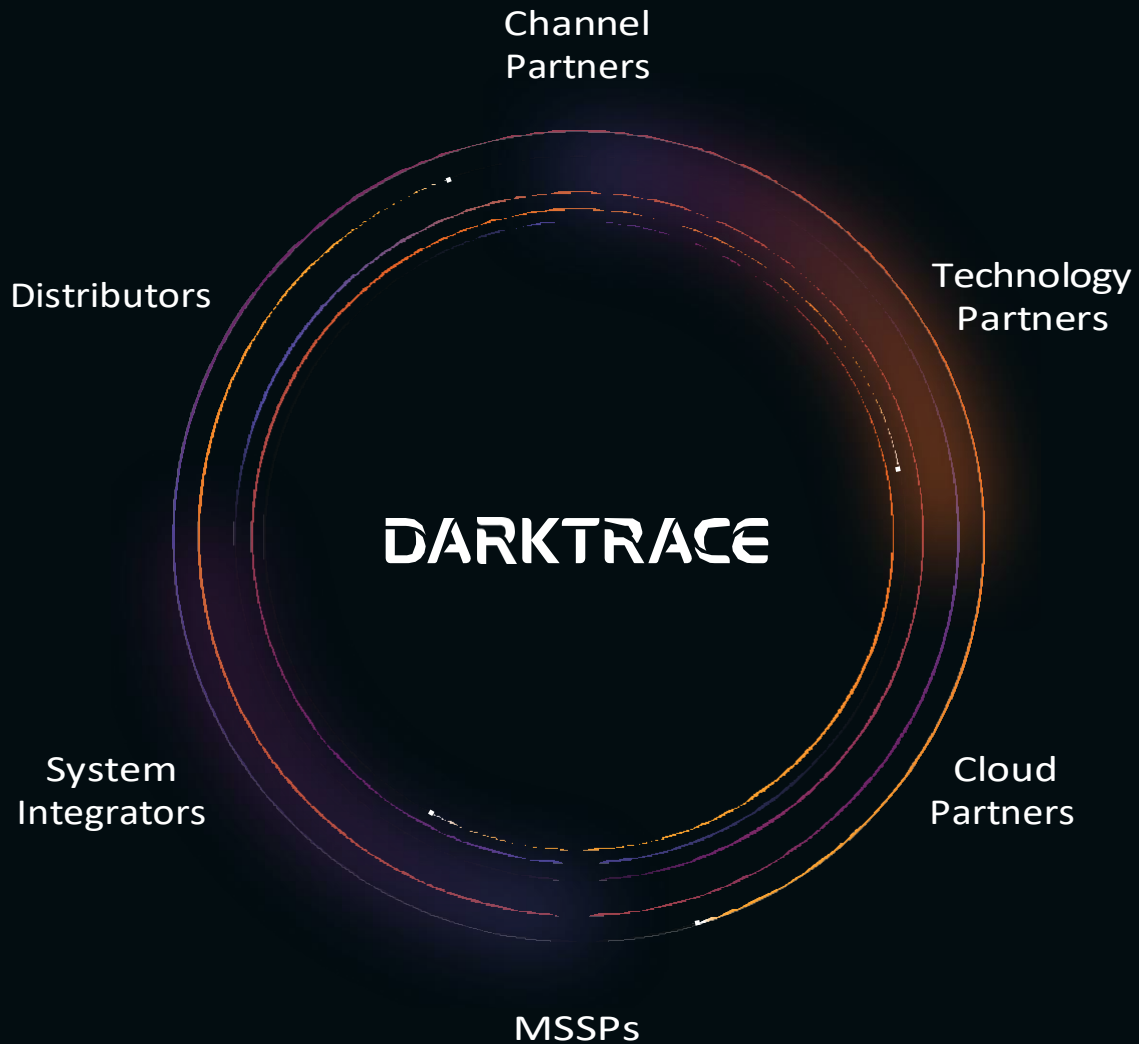 Channel
Partners
Technology
Partners
Distributors
DARKTRACE
System
Integrators
Cloud
Partners
MSSPs